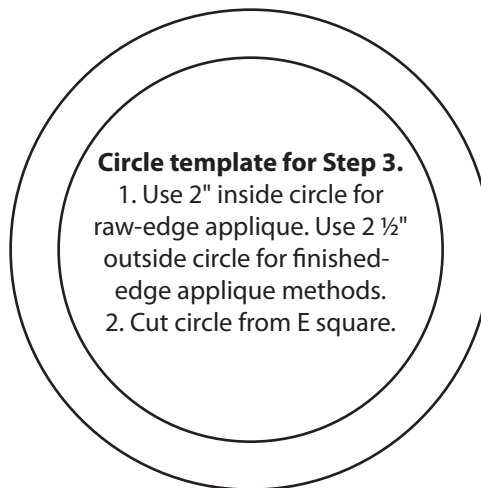 Circle template for Step 3.
1. Use 2" inside circle for
raw-edge applique. Use 2 ½"
outside circle for finished-
edge applique methods.
2. Cut circle from E square.